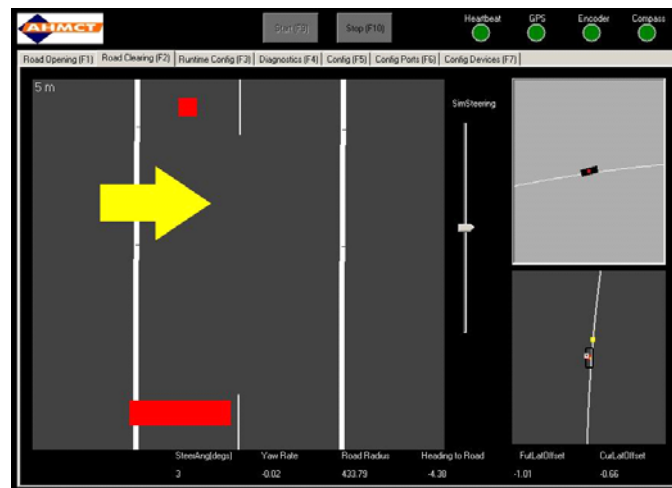 AHMCT
Start (F9)
Stop (F10)
Heartbeat
GPS
Encoder
Compass
Road Opening (F1)
Road Clearing (F2)
Runtime Config (F3)
Diagnostics (F4)
Config (F5)
Config Ports (F6)
Config Devices (F7)
5 m
SimSteering
SteerAng(degs)
Yaw Rate
Road Radius
Heading to Road
FutLatOffset
CurLatOffset
3
-0.02
433.79
-4.38
-1.01
-0.66